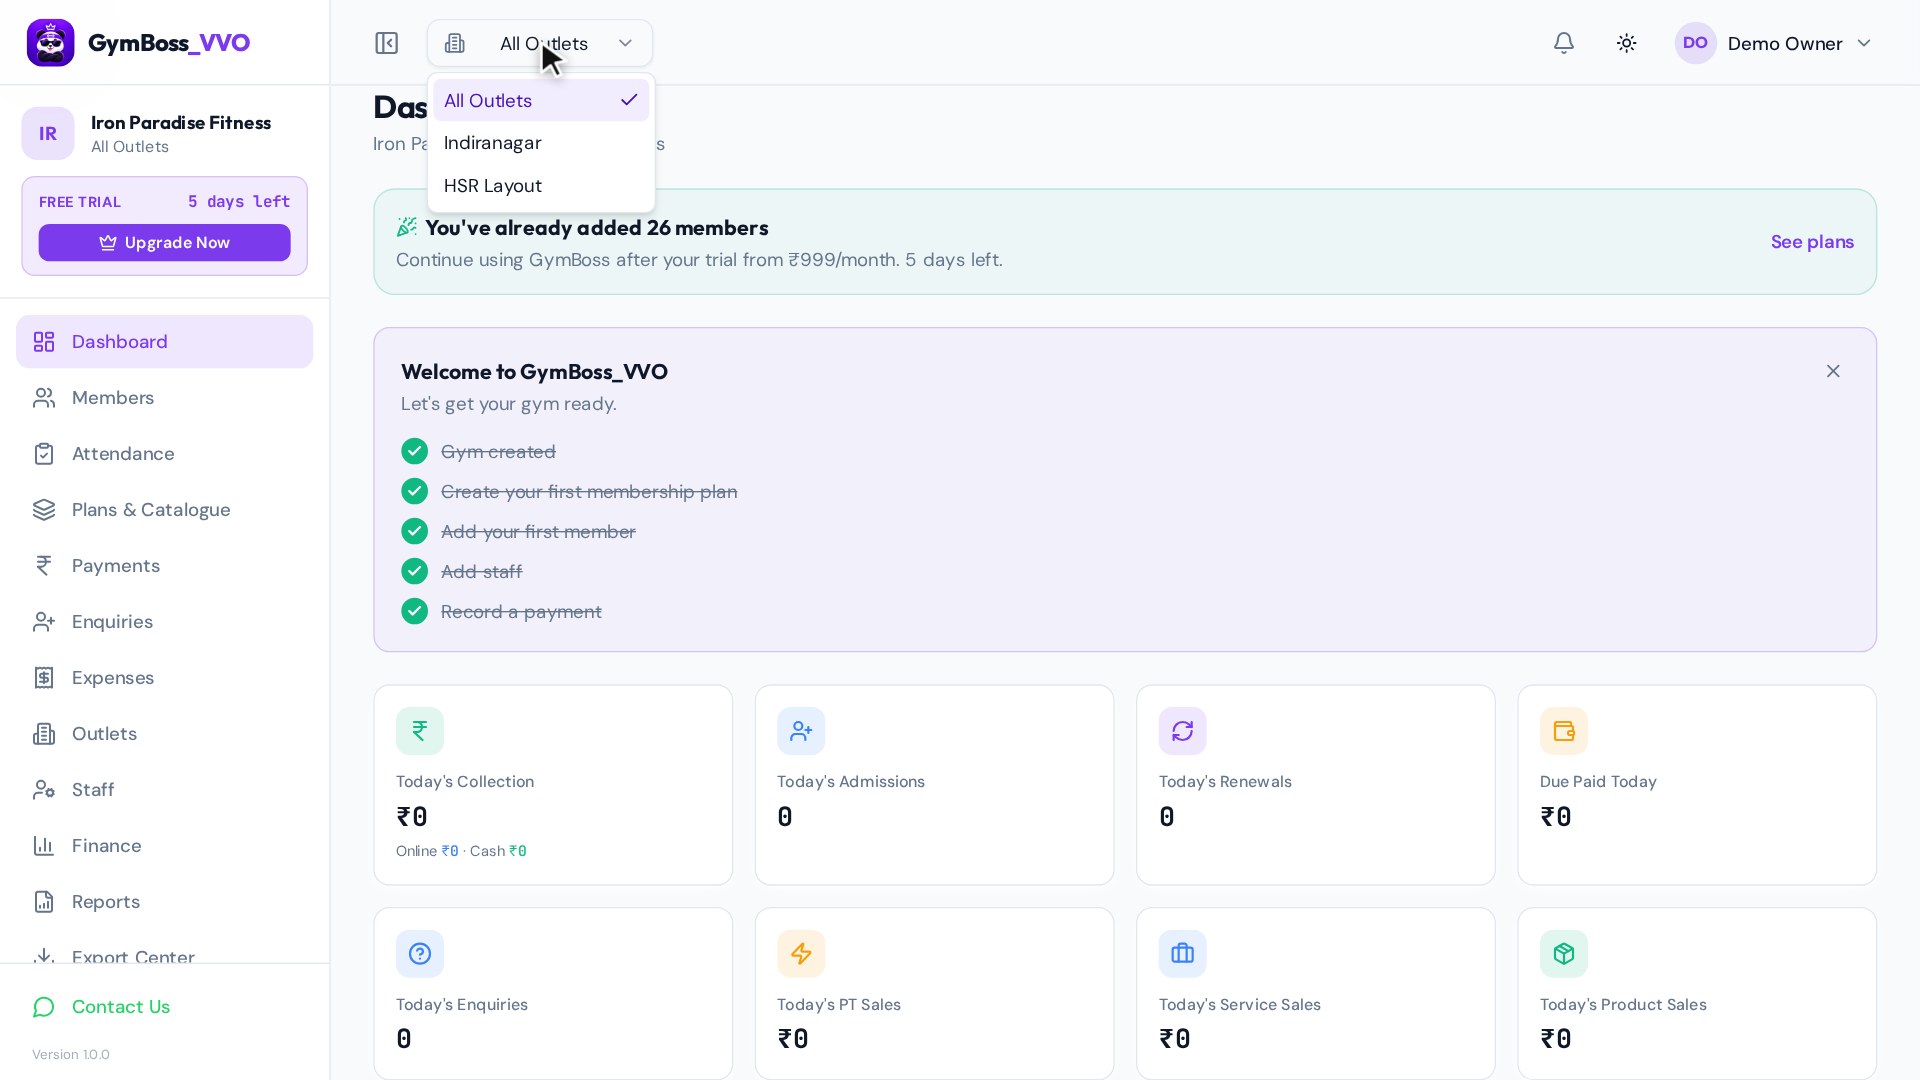 GymBoss_VVO
All Outlets
DO
Demo Owner
IR
Iron Paradise Fitness
All Outlets
FREE TRIAL
5 days left
Upgrade Now
Dashboard
Members
Attendance
Plans & Catalogue
Payments
Enquiries
Expenses
Outlets
Staff
Finance
Reports
Export Center
Contact Us
Version 1.0.0
All Outlets
Indiranagar
HSR Layout
You've already added 26 members
Continue using GymBoss after your trial from ₹999/month. 5 days left.
See plans
Welcome to GymBoss_VVO
Let's get your gym ready.
Gym created
Create your first membership plan
Add your first member
Add staff
Record a payment
Today's Collection
₹0
Online ₹0 · Cash ₹0
Today's Admissions
0
Today's Renewals
0
Due Paid Today
₹0
Today's Enquiries
0
Today's PT Sales
₹0
Today's Service Sales
₹0
Today's Product Sales
₹0